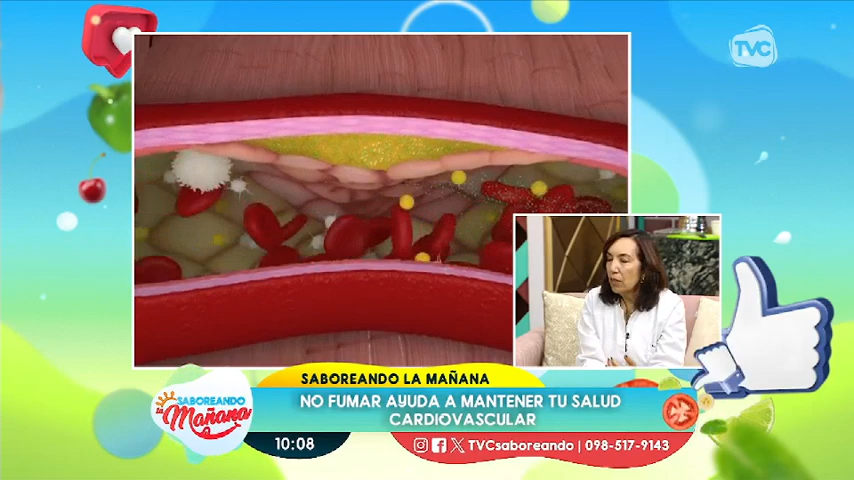 TVC
SABOREANDO LA MAÑANA
SABOREANDO
la Mañana
NO FUMAR AYUDA A MANTENER TU SALUD
CARDIOVASCULAR
10:08
TVCsaboreando | 098-517-9143